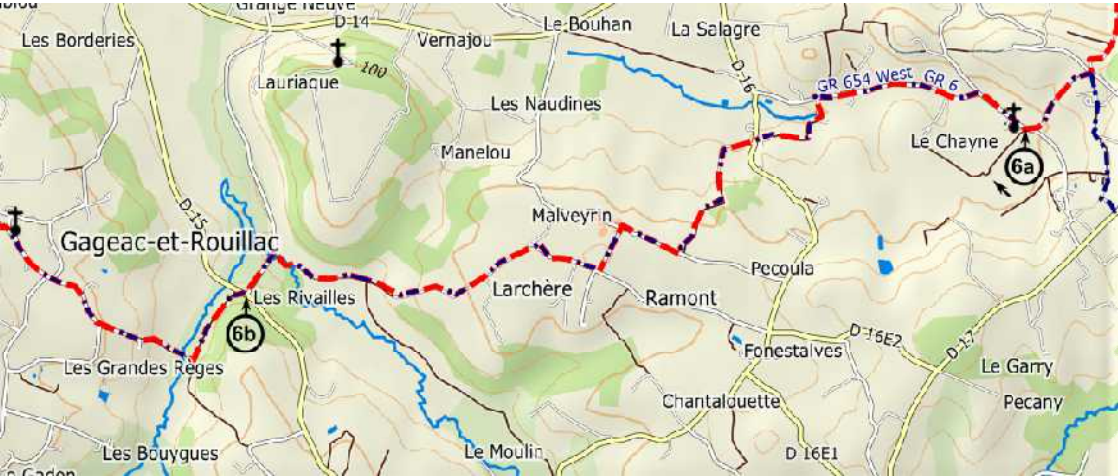 Grange Neuve
D 14
Le Bouhan
La Salagre
Les Borderies
Vernajou
Lauriaque
100
D-16
GR 654 West GR 6
Les Naudines
Le Chayne
6a
Manelou
D-15
Malveyrin
Gageac-et-Rouillac
Pecoula
Larchère
Ramont
Les Rivailles
6b
D-16E2
D-17
Fonestalves
Les Grandes Reges
Le Garry
Chantalouette
Pecany
Les Bouygues
Le Moulin
D 16E1